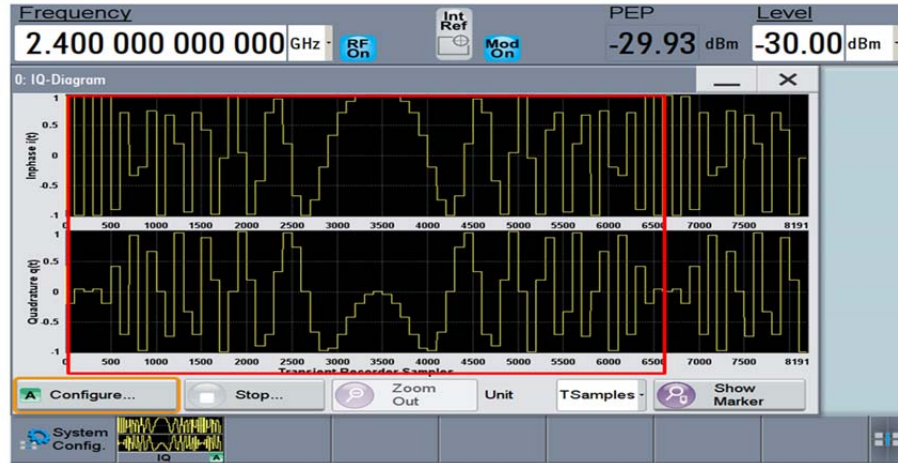 Frequency Int Ref PEP Level
2.400 000 000 000 GHz RF On Mod On -29.93 dBm -30.00 dBm
0: IQ-Diagram
Inphase i(t)
1
0.5
0
-0.5
-1
0 500 1000 1500 2000 2500 3000 3500 4000 4500 5000 5500 6000 6500 7000 7500 8191
Quadrature q(t)
1
0.5
0
-0.5
-1
0 500 1000 1500 2000 2500 3000 3500 4000 4500 5000 5500 6000 6500 7000 7500 8191
Transient Recorder Samples
A Configure... Stop... Zoom Out Unit TSamples Show Marker
System Config. IQ A